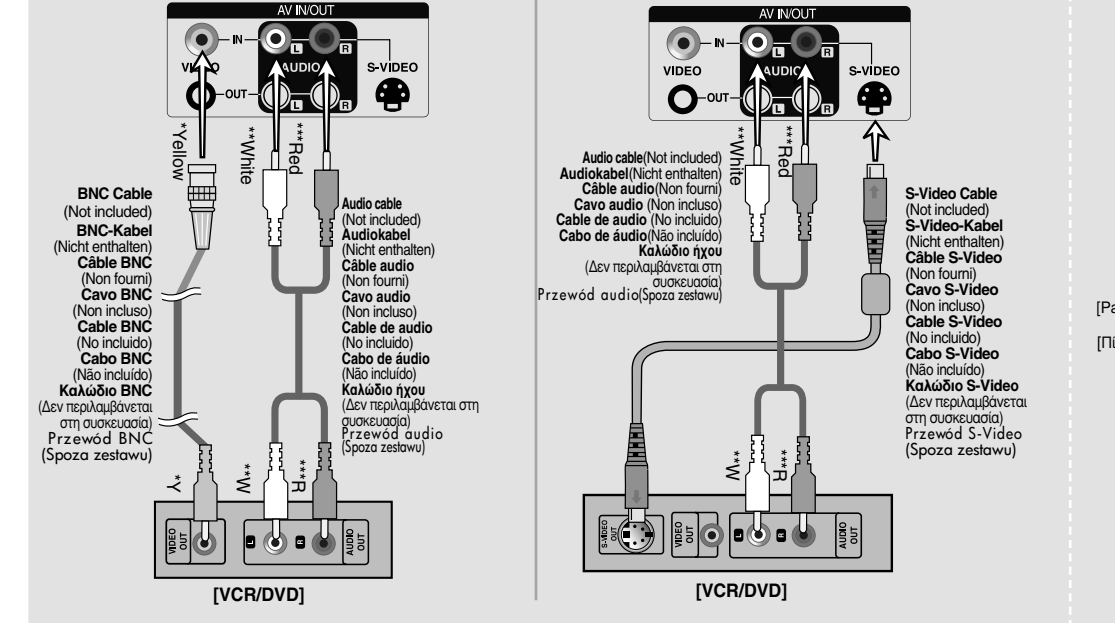 AV IN/OUT
IN
L
R
VIDEO
AUDIO
S-VIDEO
OUT
L
R
*Yellow
**White
***Red
BNC Cable
(Not included)
BNC-Kabel
(Nicht enthalten)
Câble BNC
(Non fourni)
Cavo BNC
(Non incluso)
Cable BNC
(No incluido)
Cabo BNC
(Não incluído)
Καλώδιο BNC
(Δεν περιλαμβάνεται
στη συσκευασία)
Przewód BNC
(Spoza zestawu)
Audio cable
(Not included)
Audiokabel
(Nicht enthalten)
Câble audio
(Non fourni)
Cavo audio
(Non incluso)
Cable de audio
(No incluido)
Cabo de áudio
(Não incluído)
Καλώδιο ήχου
(Δεν περιλαμβάνεται στη
συσκευασία)
Przewód audio
(Spoza zestawu)
*Y
**W
***R
VIDEO
OUT
L
R
AUDIO
OUT
[VCR/DVD]
AV IN/OUT
IN
L
R
VIDEO
AUDIO
S-VIDEO
OUT
L
R
**White
***Red
Audio cable(Not included)
Audiokabel(Nicht enthalten)
Câble audio(Non fourni)
Cavo audio (Non incluso)
Cable de audio (No incluido)
Cabo de áudio(Não incluído)
Καλώδιο ήχου
(Δεν περιλαμβάνεται στη
συσκευασία)
Przewód audio(Spoza zestawu)
S-Video Cable
(Not included)
S-Video-Kabel
(Nicht enthalten)
Câble S-Video
(Non fourni)
Cavo S-Video
(Non incluso)
Cable S-Video
(No incluido)
Cabo S-Video
(Não incluído)
Καλώδιο S-Video
(Δεν περιλαμβάνεται
στη συσκευασία)
Przewód S-Video
(Spoza zestawu)
**W
***R
S-VIDEO
OUT
VIDEO
OUT
L
R
AUDIO
OUT
[VCR/DVD]